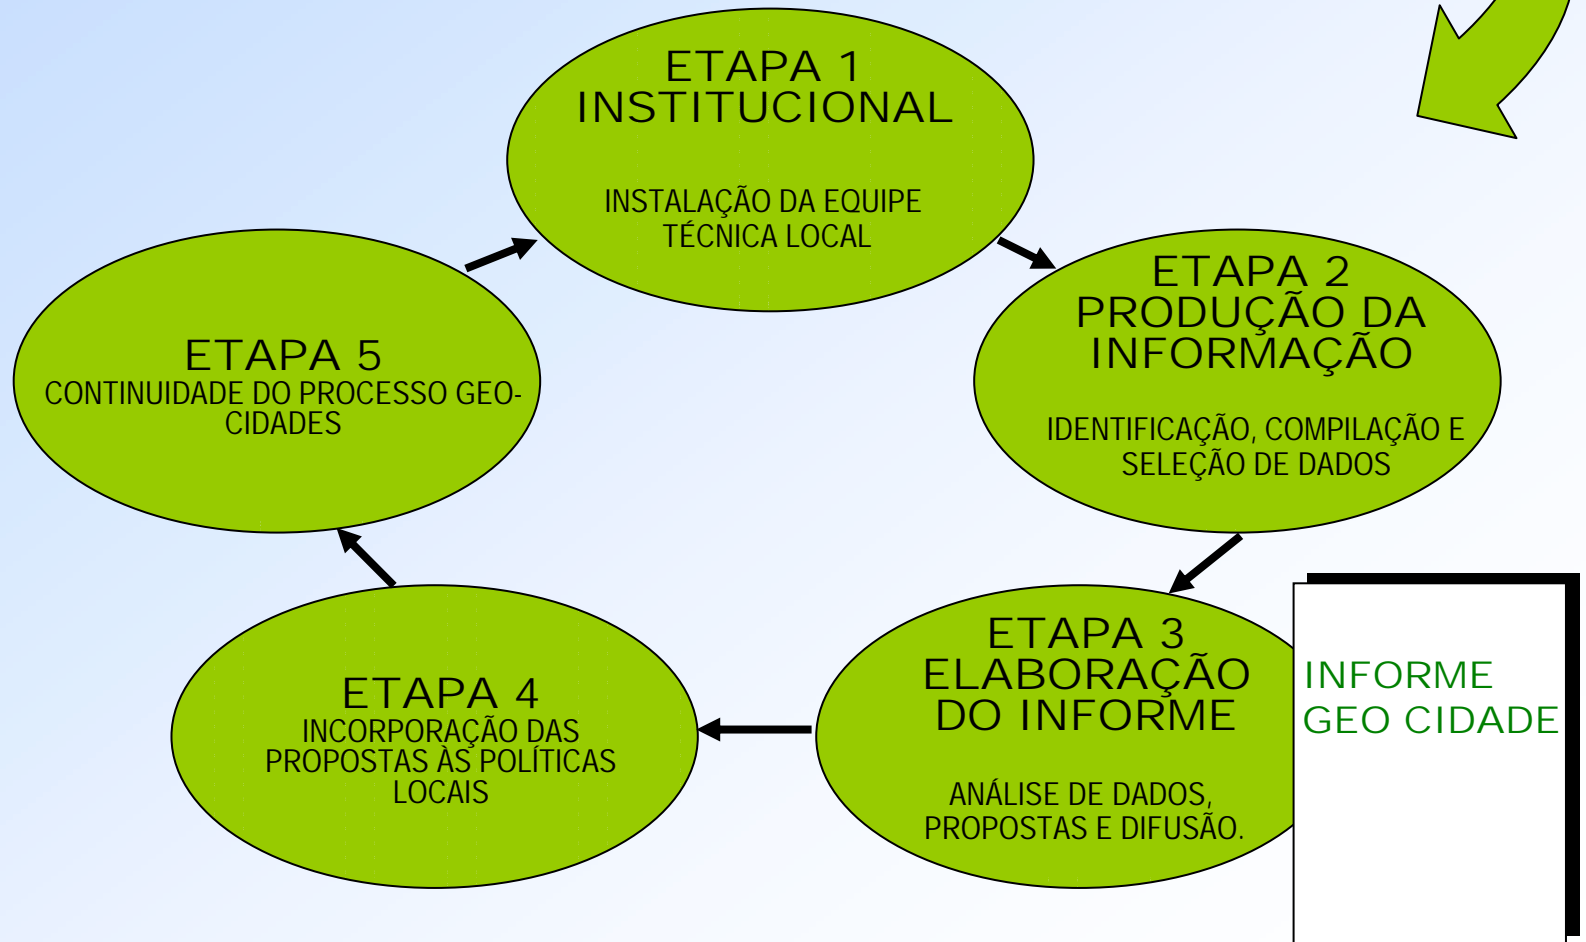 ETAPA 1
INSTITUCIONAL
INSTALAÇÃO DA EQUIPE
TÉCNICA LOCAL
ETAPA 2
PRODUÇÃO DA
INFORMAÇÃO
IDENTIFICAÇÃO, COMPILAÇÃO E
SELEÇÃO DE DADOS
ETAPA 3
ELABORAÇÃO
DO INFORME
ANÁLISE DE DADOS,
PROPOSTAS E DIFUSÃO.
INFORME
GEO CIDADE
ETAPA 4
INCORPORAÇÃO DAS
PROPOSTAS ÀS POLÍTICAS
LOCAIS
ETAPA 5
CONTINUIDADE DO PROCESSO GEO-
CIDADES